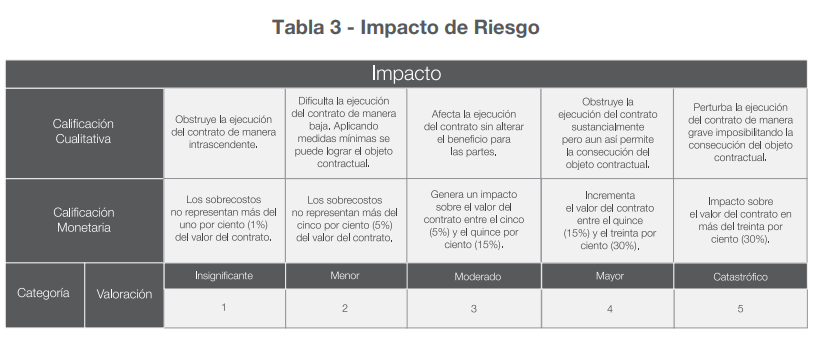 Tabla 3 - Impacto de Riesgo
Impacto
Calificación
Cualitativa
Obstruye la ejecución
del contrato de manera
intrascendente.
Dificulta la ejecución
del contrato de manera
baja. Aplicando
medidas mínimas se
puede lograr el objeto
contractual.
Afecta la ejecución
del contrato sin alterar
el beneficio para
las partes.
Obstruye la
ejecución del contrato
sustancialmente
pero aun así permite
la consecución del
objeto contractual.
Perturba la ejecución
del contrato de manera
grave imposibilitando la
consecución del objeto
contractual.
Calificación
Monetaria
Los sobrecostos
no representan más del
uno por ciento (1%)
del valor del contrato.
Los sobrecostos
no representan más del
cinco por ciento (5%)
del valor del contrato.
Genera un impacto
sobre el valor del
contrato entre el cinco
(5%) y el quince por
ciento (15%).
Incrementa
el valor del contrato
entre el quince
(15%) y el treinta por
ciento (30%).
Impacto sobre
el valor del contrato en
más del treinta por
ciento (30%).
Categoría
Valoración
Insignificante
Menor
Moderado
Mayor
Catastrófico
1
2
3
4
5